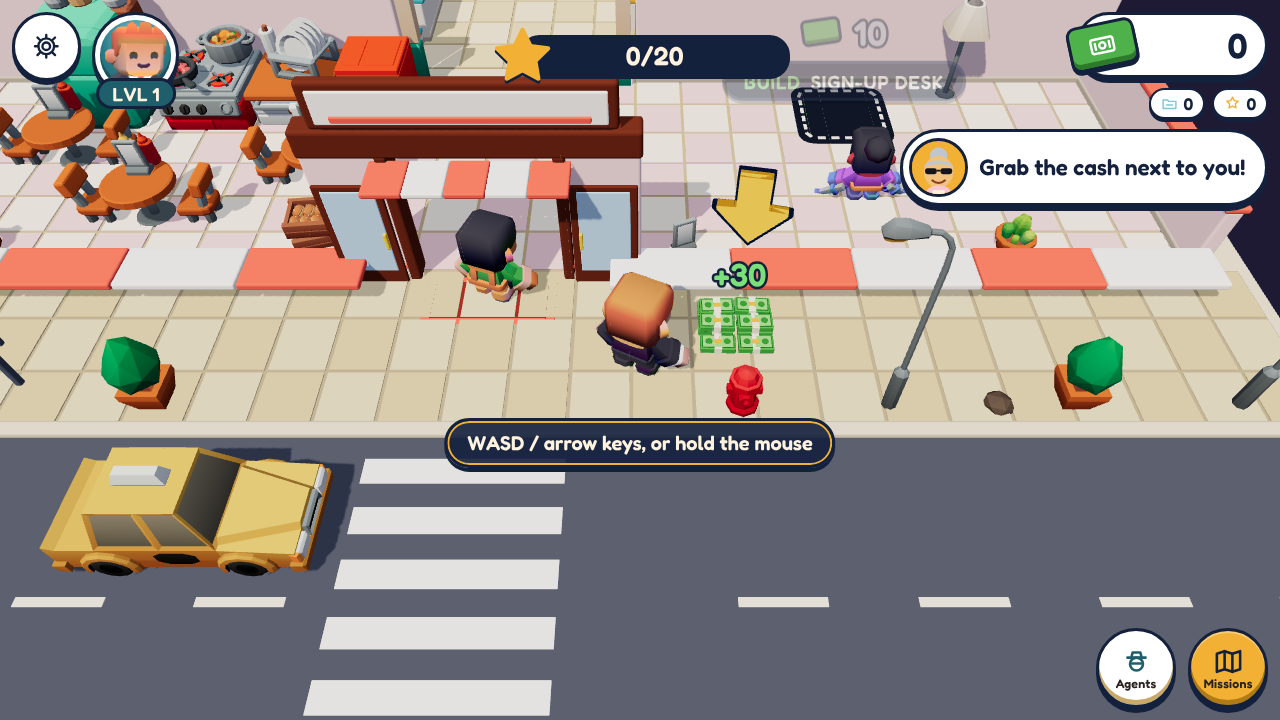 LVL 1
0/20
10
BUILD SIGN-UP DESK
0
0
0
Grab the cash next to you!
+30
WASD / arrow keys, or hold the mouse
Agents
Missions